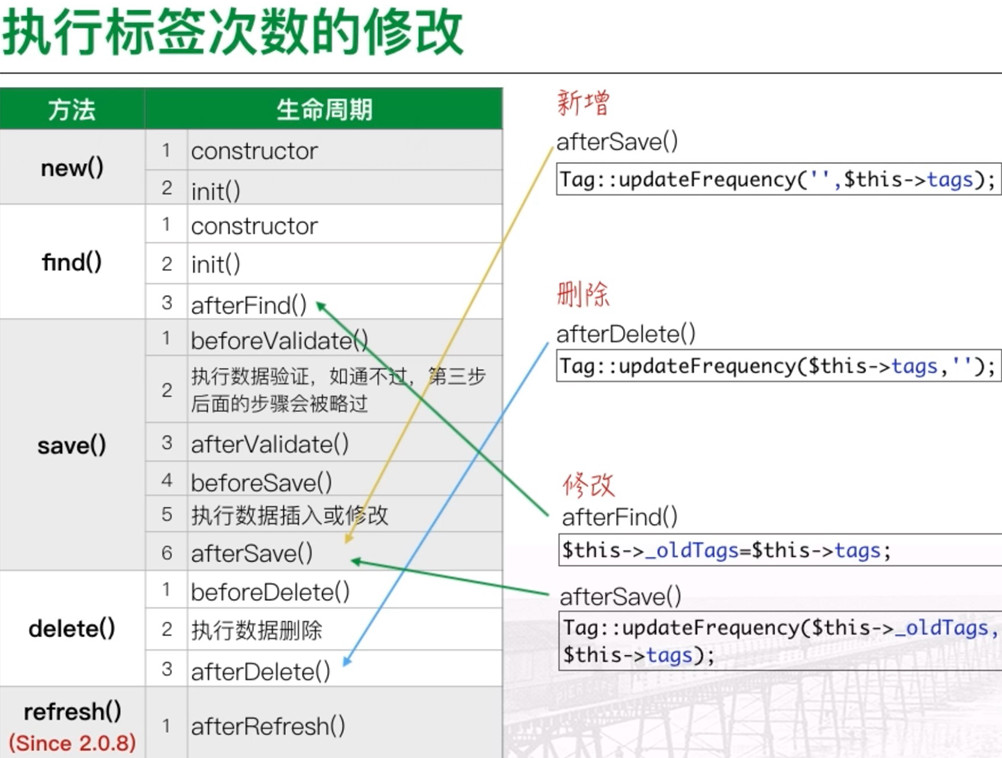 执行标签次数的修改
方法 生命周期
new()
1 constructor
2 init()
find()
1 constructor
2 init()
3 afterFind()
save()
1 beforeValidate()
2 执行数据验证，如通不过，第三步
后面的步骤会被略过
3 afterValidate()
4 beforeSave()
5 执行数据插入或修改
6 afterSave()
delete()
1 beforeDelete()
2 执行数据删除
3 afterDelete()
refresh()
(Since 2.0.8)
1 afterRefresh()
新增
afterSave()
Tag::updateFrequency('',$this->tags);
删除
afterDelete()
Tag::updateFrequency($this->tags,'');
修改
afterFind()
$this->_oldTags=$this->tags;
afterSave()
Tag::updateFrequency($this->_oldTags,
$this->tags);